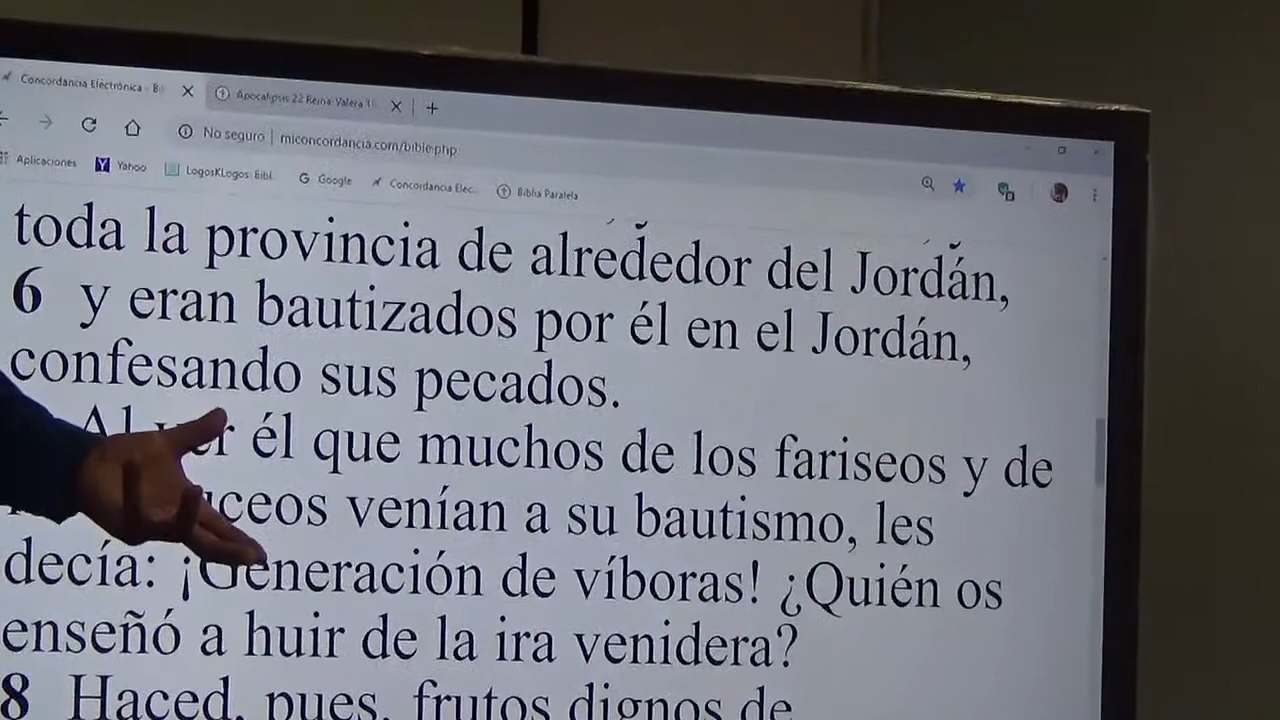 Concordancia Electrónica - Bi
Apocalipsis 22 Reina-Valera 1
No seguro | miconcordancia.com/bible.php
Aplicaciones Yahoo LogosKLogos: Bibl... Google Concordancia Elec... Biblia Paralela
toda la provincia de alrededor del Jordán,
6 y eran bautizados por él en el Jordán,
confesando sus pecados.
Al él que muchos de los fariseos y de
venían a su bautismo, les
decía: ¡Generación de víboras! ¿Quién os
enseñó a huir de la ira venidera?
8 Haced, pues, frutos dignos de